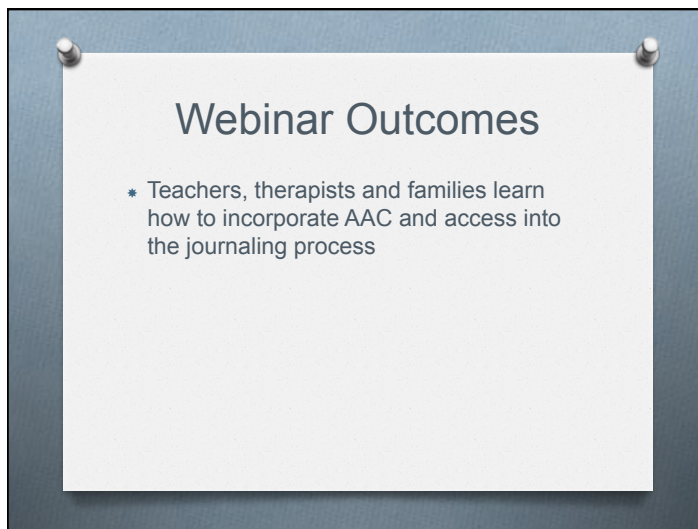 Webinar Outcomes
* Teachers, therapists and families learn
how to incorporate AAC and access into
the journaling process